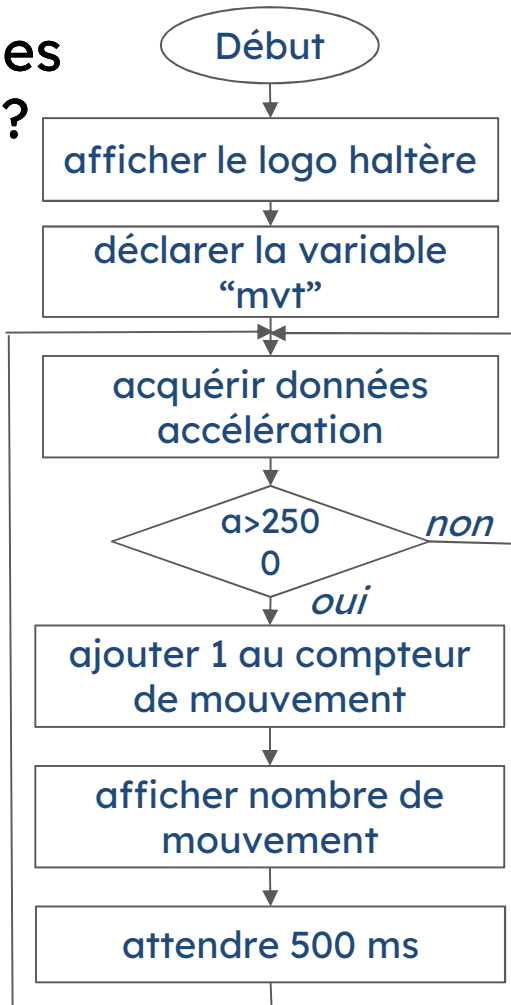 es
?
Début
afficher le logo haltère
déclarer la variable
“mvt”
acquérir données
accélération
a>250
0
non
oui
ajouter 1 au compteur
de mouvement
afficher nombre de
mouvement
attendre 500 ms